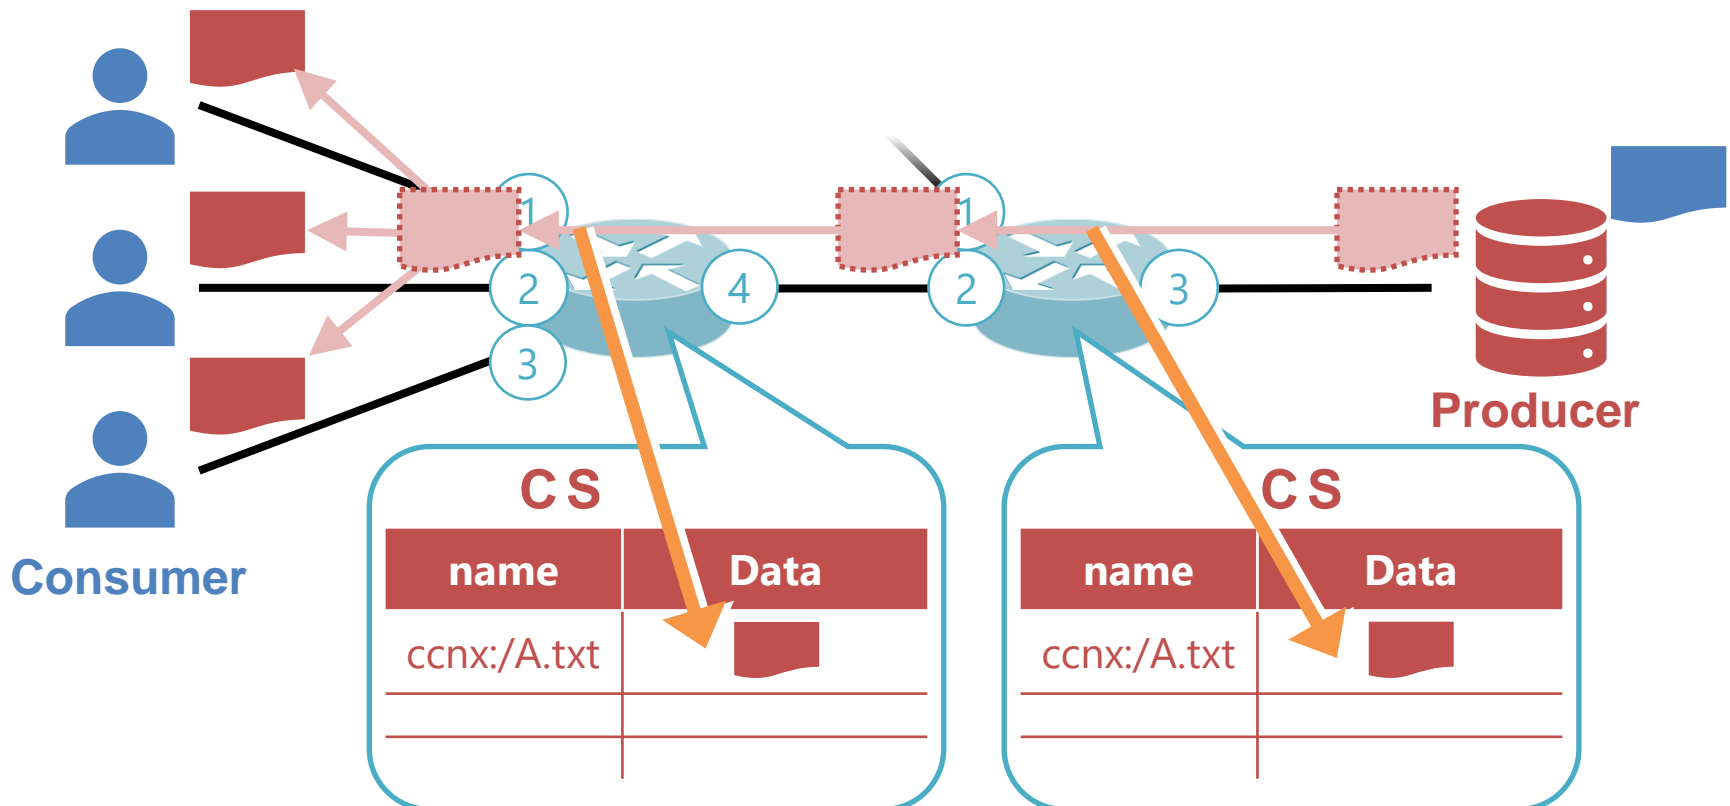 1
1
2
4
2
3
3
Producer
Consumer
CS
name Data
ccnx:/A.txt
CS
name Data
ccnx:/A.txt